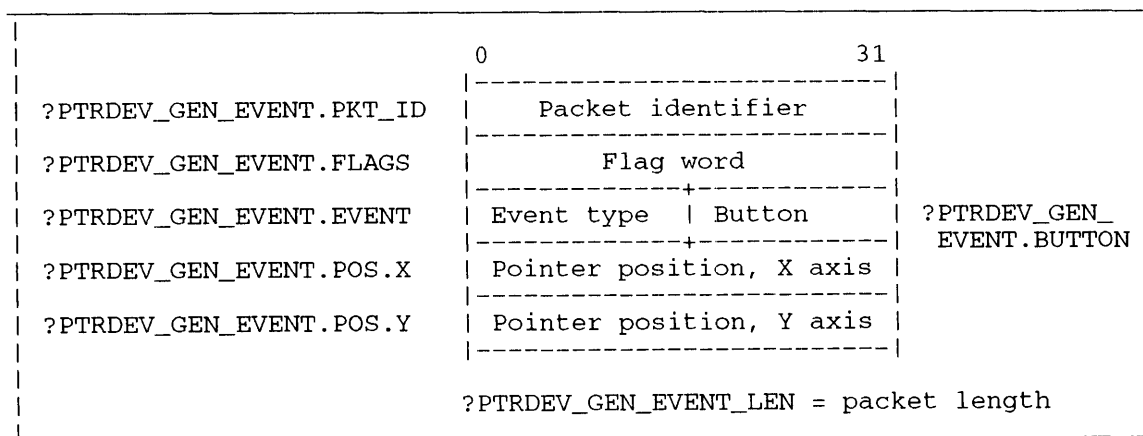 0 31
?PTRDEV_GEN_EVENT.PKT_ID Packet identifier
?PTRDEV_GEN_EVENT.FLAGS Flag word
?PTRDEV_GEN_EVENT.EVENT Event type | Button ?PTRDEV_GEN_
EVENT.BUTTON
?PTRDEV_GEN_EVENT.POS.X Pointer position, X axis
?PTRDEV_GEN_EVENT.POS.Y Pointer position, Y axis
?PTRDEV_GEN_EVENT_LEN = packet length